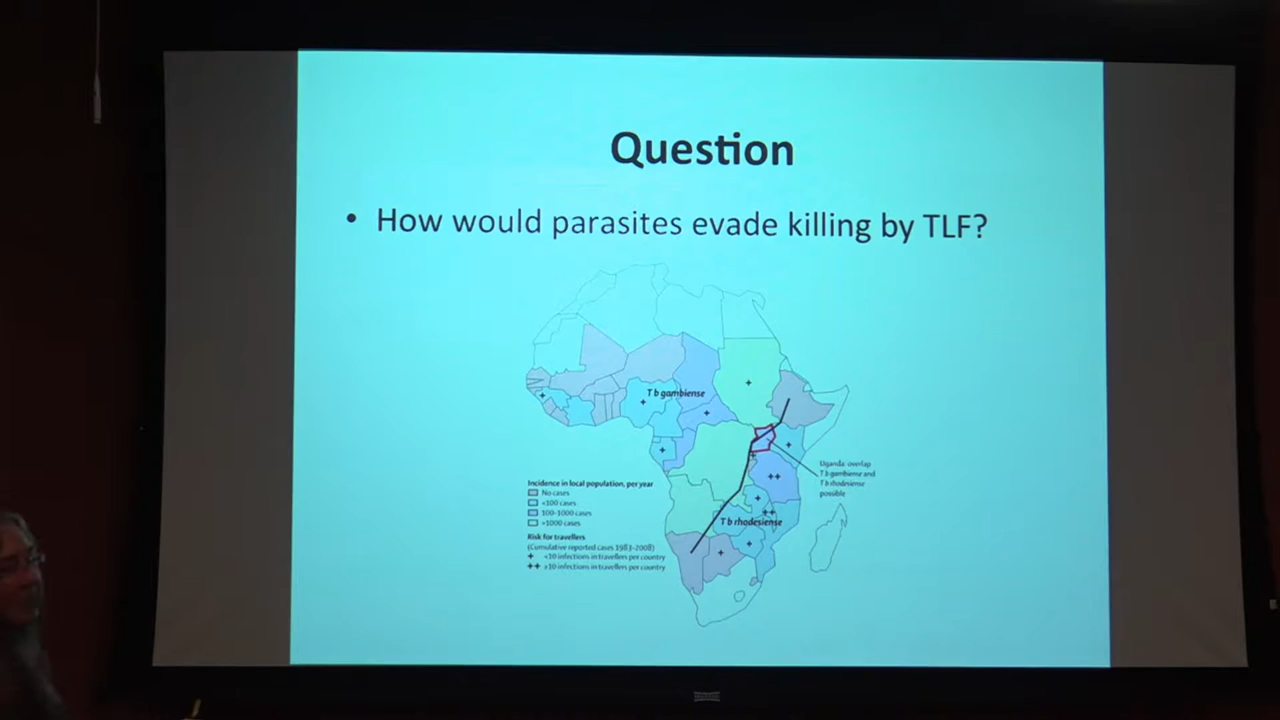 Question
• How would parasites evade killing by TLF?
+
T b gambiense
+
+
+
+
+
Uganda: overlap
T b gambiense and
T b rhodesiense
possible
++
+
++
T b rhodesiense
+
+
Incidence in local population, per year
No cases
<100 cases
100-1000 cases
>1000 cases
Risk for travellers
(Cumulative reported cases 1983-2008)
+ <10 infections in travellers per country
++ >10 infections in travellers per country